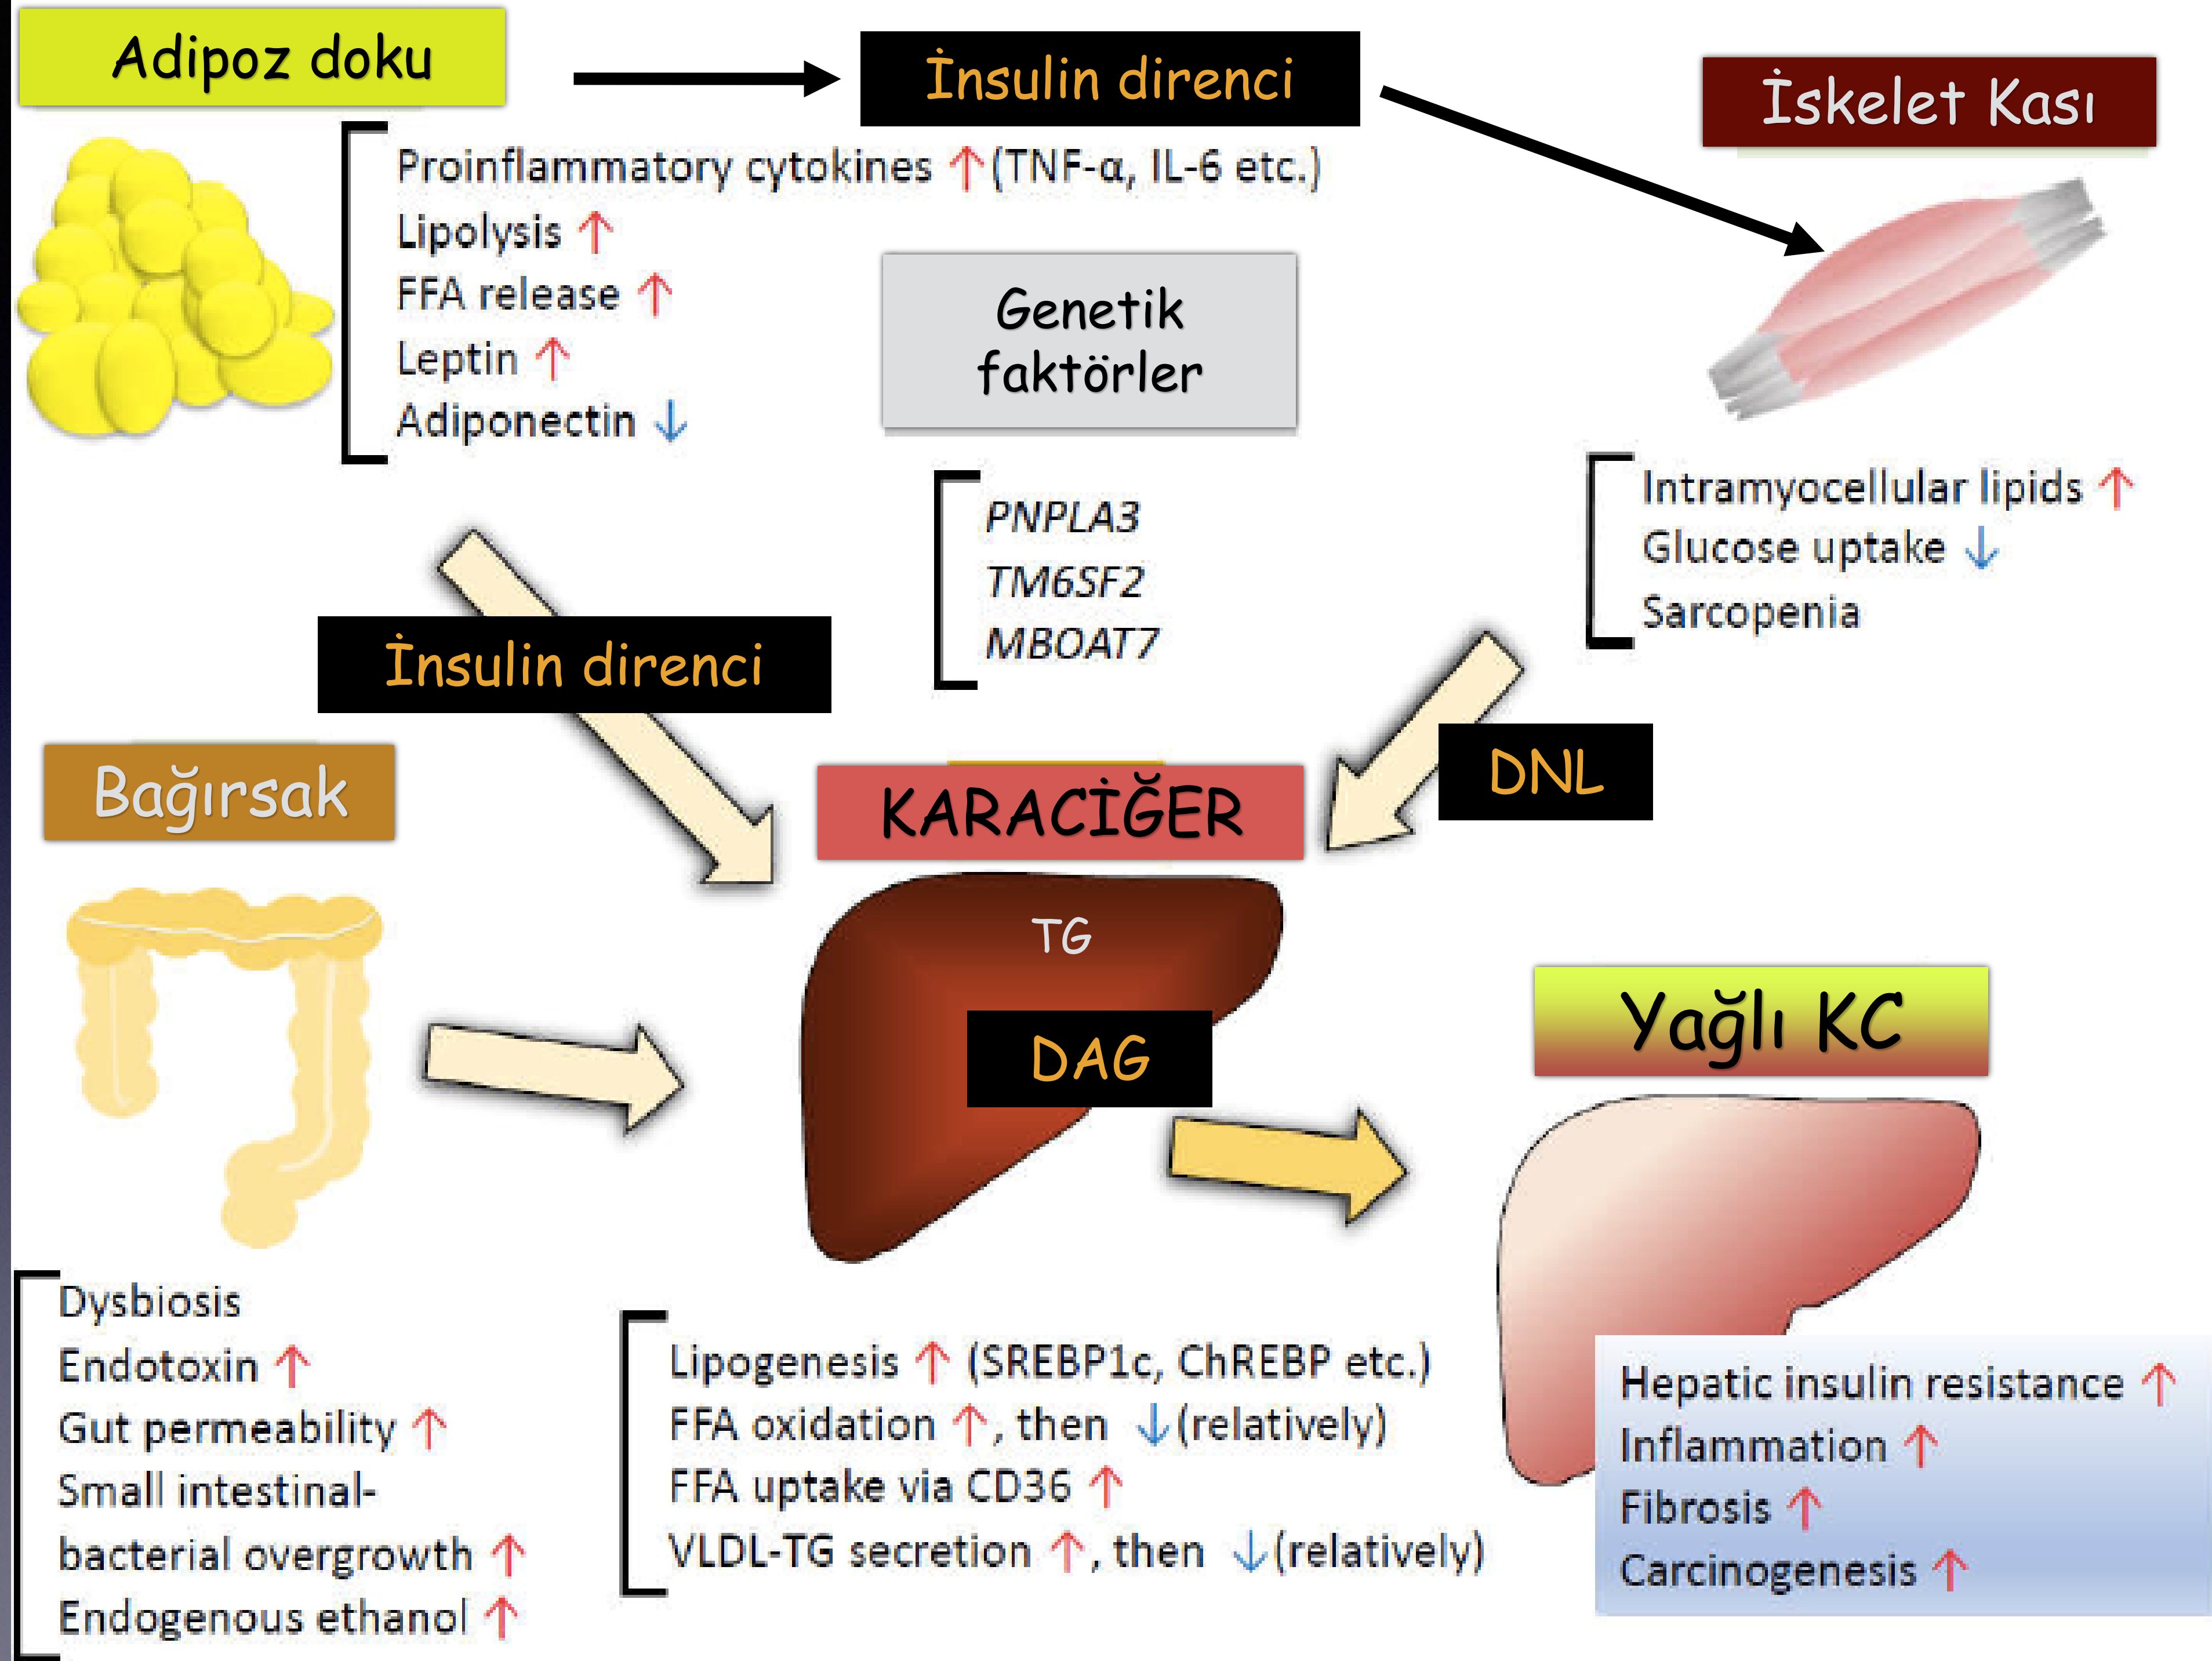 Adipoz doku
İnsulin direnci
İskelet Kası
Proinflammatory cytokines ↑(TNF-α, IL-6 etc.)
Lipolysis ↑
FFA release ↑
Leptin ↑
Adiponectin ↓
Genetik
faktörler
PNPLA3
TM6SF2
MBOAT7
Intramyocellular lipids ↑
Glucose uptake ↓
Sarcopenia
İnsulin direnci
DNL
Bağırsak
KARACİĞER
TG
DAG
Yağlı KC
Dysbiosis
Endotoxin ↑
Gut permeability ↑
Small intestinal-
bacterial overgrowth ↑
Endogenous ethanol ↑
Lipogenesis ↑ (SREBP1c, ChREBP etc.)
FFA oxidation ↑, then ↓(relatively)
FFA uptake via CD36 ↑
VLDL-TG secretion ↑, then ↓(relatively)
Hepatic insulin resistance ↑
Inflammation ↑
Fibrosis ↑
Carcinogenesis ↑